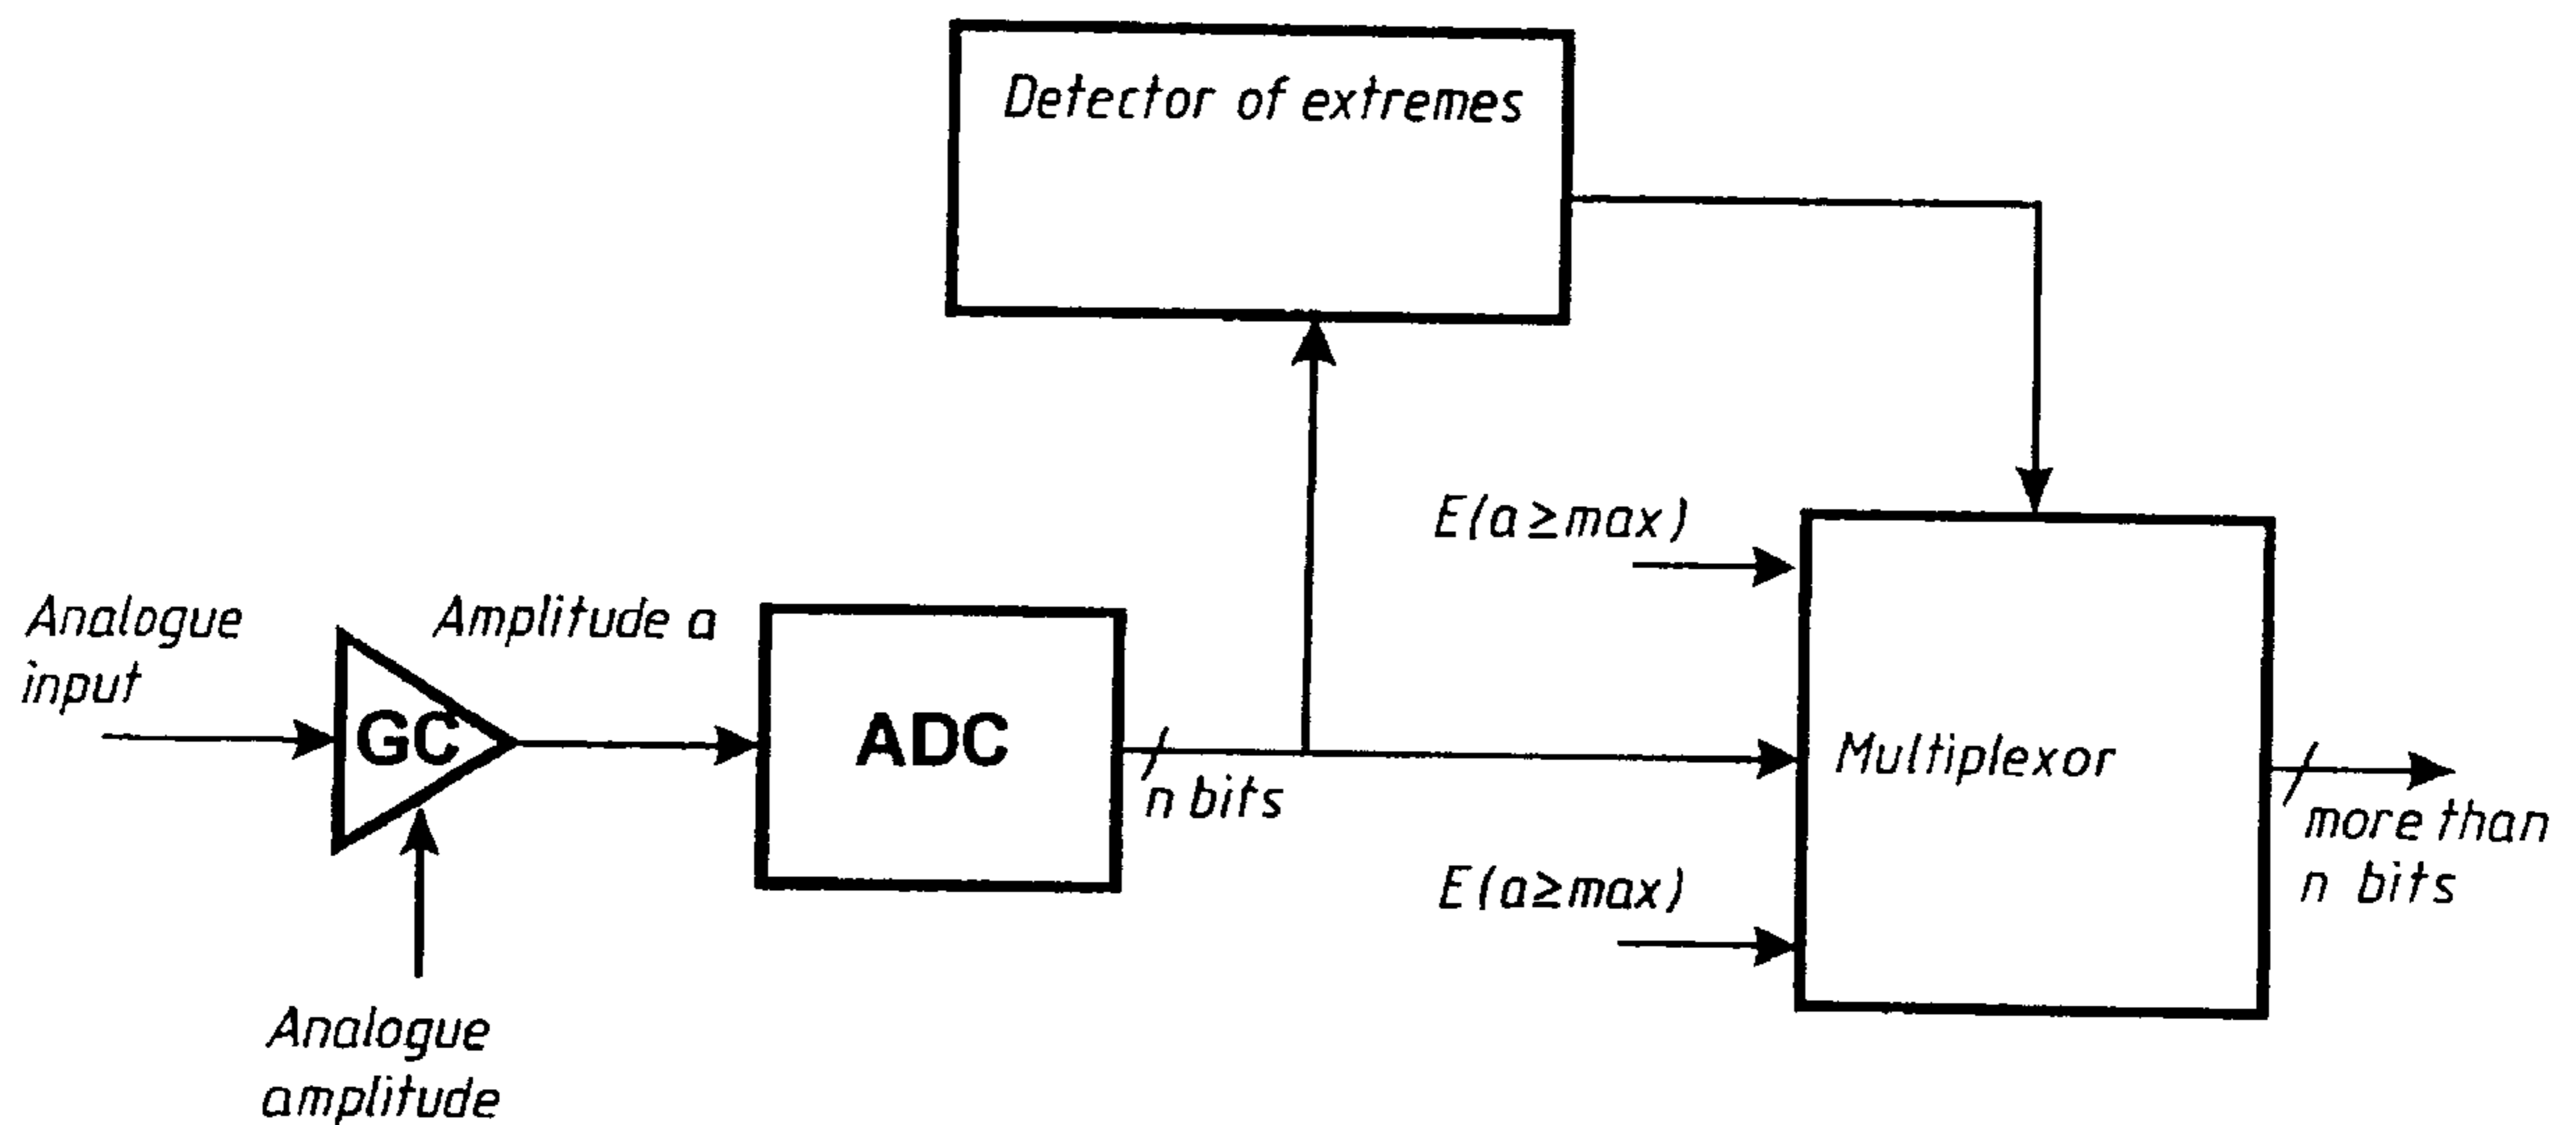 Detector of extremes
E(a≥max)
Analogue
input
Amplitude a
GC
ADC
n bits
Multiplexor
more than
n bits
E(a≥max)
Analogue
amplitude